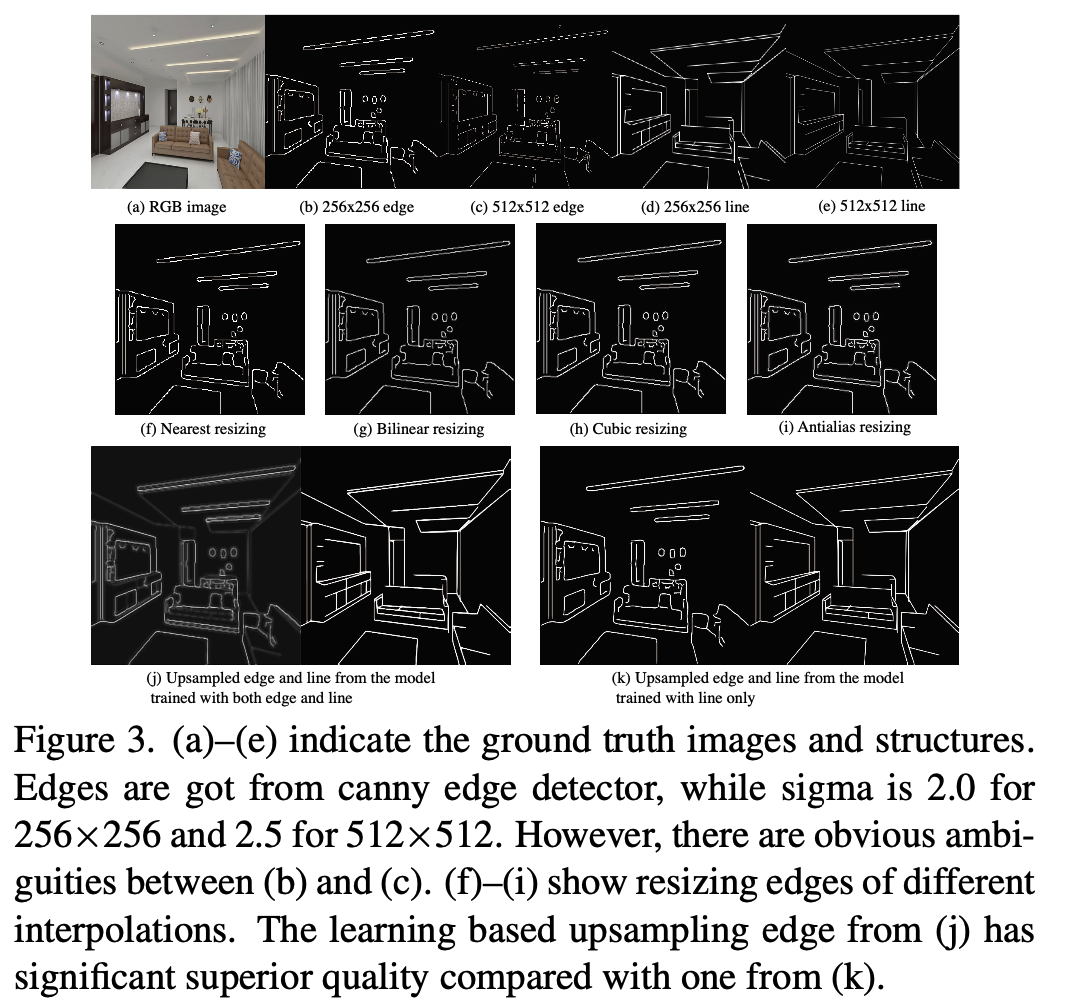 (a) RGB image
(b) 256x256 edge
(c) 512x512 edge
(d) 256x256 line
(e) 512x512 line
(f) Nearest resizing
(g) Bilinear resizing
(h) Cubic resizing
(i) Antialias resizing
(j) Upsampled edge and line from the model
trained with both edge and line
(k) Upsampled edge and line from the model
trained with line only
Figure 3. (a)–(e) indicate the ground truth images and structures.
Edges are got from canny edge detector, while sigma is 2.0 for
256×256 and 2.5 for 512×512. However, there are obvious ambi-
guities between (b) and (c). (f)–(i) show resizing edges of different
interpolations. The learning based upsampling edge from (j) has
significant superior quality compared with one from (k).